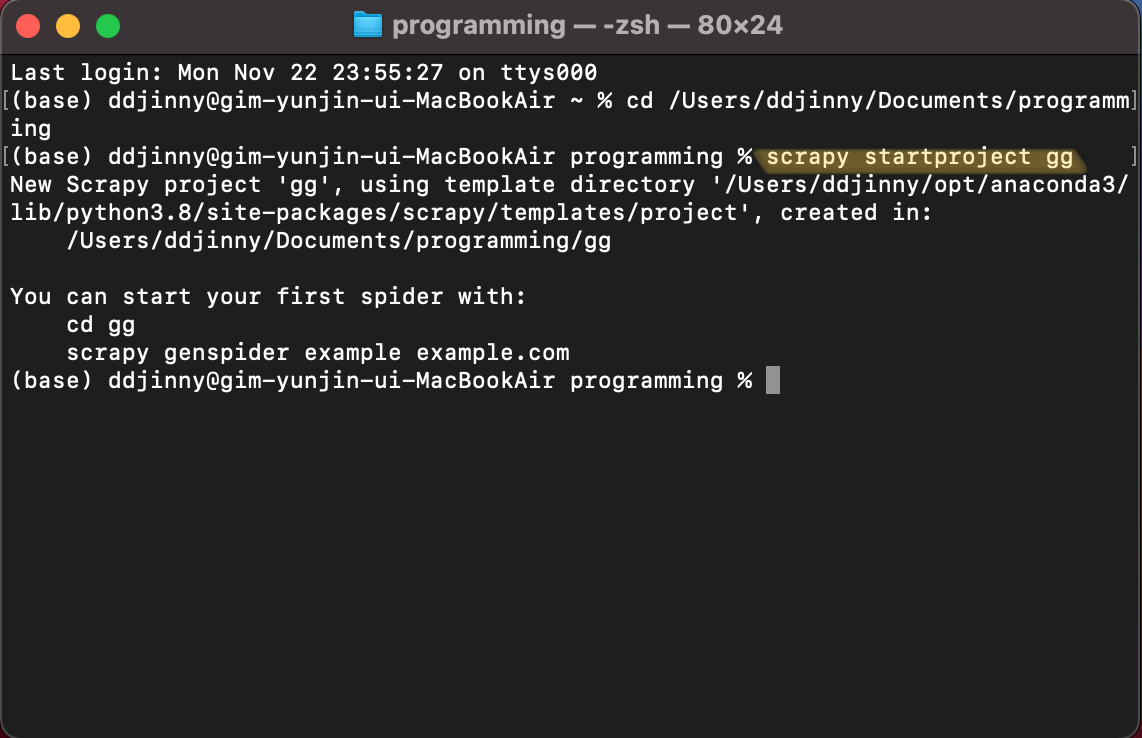 programming — -zsh — 80×24
Last login: Mon Nov 22 23:55:27 on ttys000
[(base) ddjinny@gim-yunjin-ui-MacBookAir ~ % cd /Users/ddjinny/Documents/programm]
ing
[(base) ddjinny@gim-yunjin-ui-MacBookAir programming % scrapy startproject gg ]
New Scrapy project 'gg', using template directory '/Users/ddjinny/opt/anaconda3/
lib/python3.8/site-packages/scrapy/templates/project', created in:
    /Users/ddjinny/Documents/programming/gg
You can start your first spider with:
    cd gg
    scrapy genspider example example.com
(base) ddjinny@gim-yunjin-ui-MacBookAir programming %